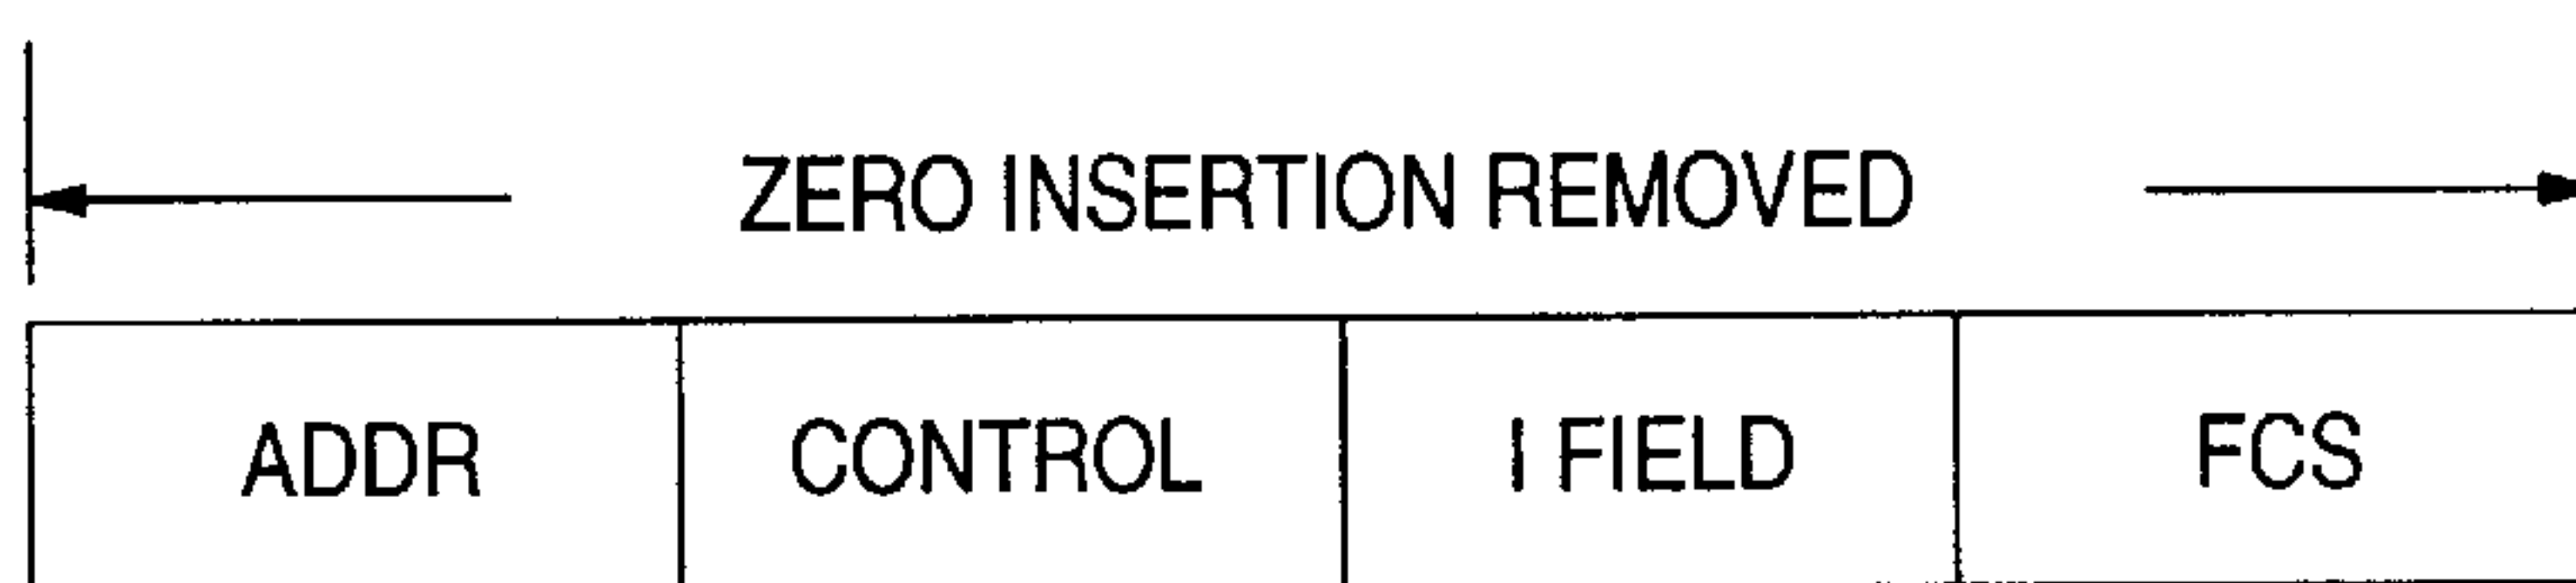 ZERO INSERTION REMOVED
ADDR CONTROL I FIELD FCS